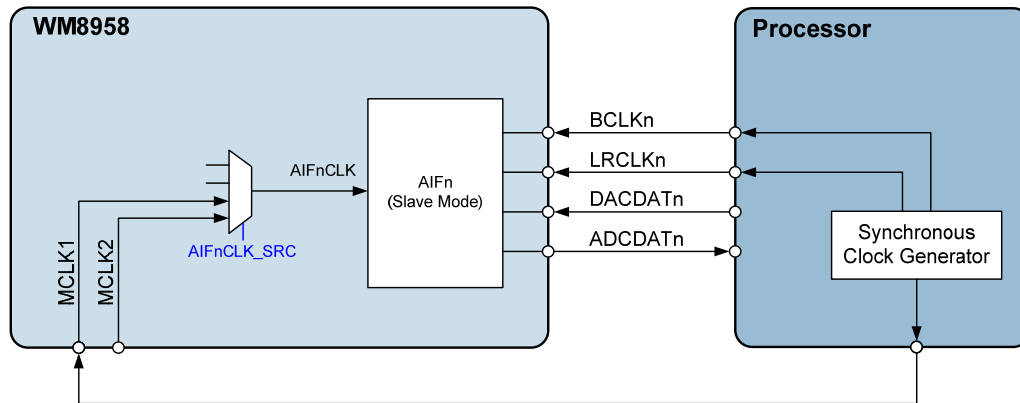 WM8958
Processor
BCLKn
LRCLKn
DACDATn
ADCDATn
AIFnCLK
AIFn
(Slave Mode)
AIFnCLK_SRC
MCLK1
MCLK2
Synchronous
Clock Generator